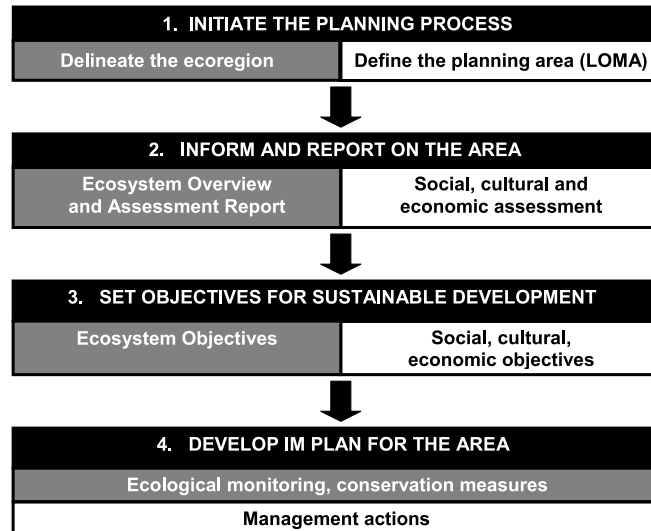 1. INITIATE THE PLANNING PROCESS
Delineate the ecoregion
Define the planning area (LOMA)
2. INFORM AND REPORT ON THE AREA
Ecosystem Overview
and Assessment Report
Social, cultural and
economic assessment
3. SET OBJECTIVES FOR SUSTAINABLE DEVELOPMENT
Ecosystem Objectives
Social, cultural,
economic objectives
4. DEVELOP IM PLAN FOR THE AREA
Ecological monitoring, conservation measures
Management actions